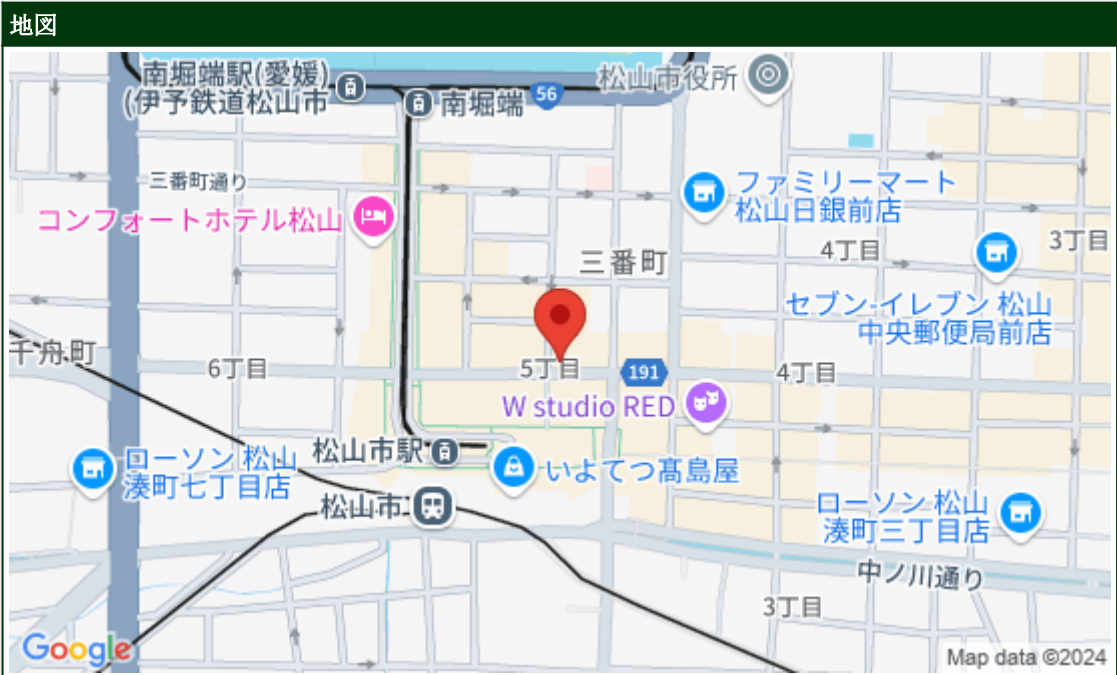 地図
南堀端駅(愛媛)
(伊予鉄道松山市
南堀端
56
松山市役所
三番町通り
ファミリーマート
松山日銀前店
コンフォートホテル松山
三番町
4丁目
3丁目
セブン-イレブン 松山
中央郵便局前店
千舟町
6丁目
5丁目
191
4丁目
W studio RED
松山市駅
ローソン 松山
湊町七丁目店
いよてつ髙島屋
松山市
ローソン 松山
湊町三丁目店
中ノ川通り
3丁目
Google
Map data ©2024